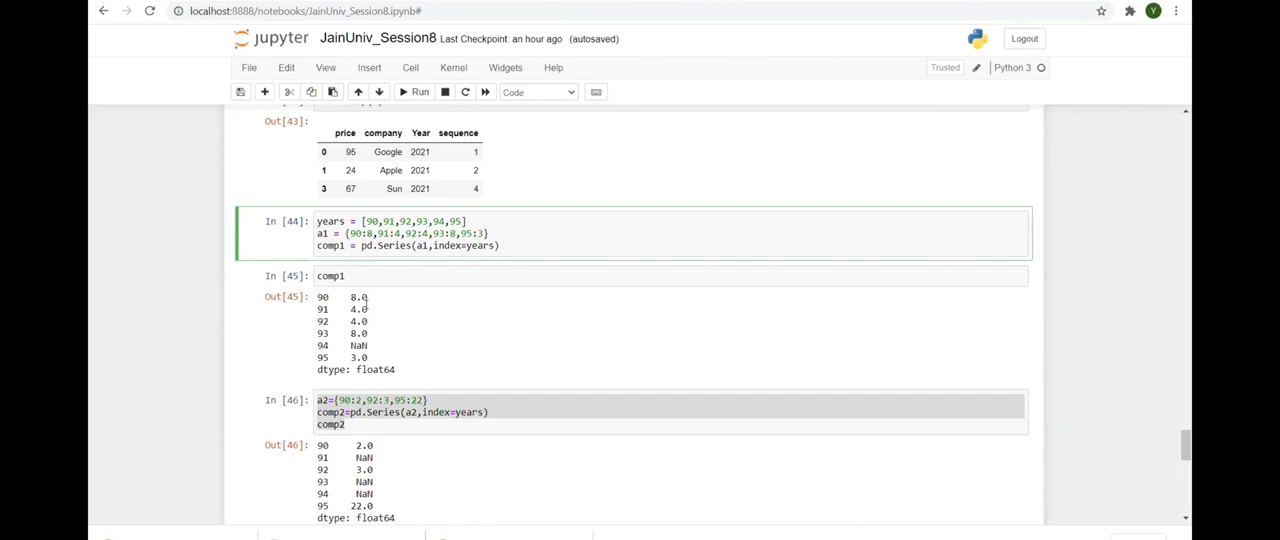 localhost:8888/notebooks/JainUniv_Session8.ipynb#
Y
jupyter JainUniv_Session8 Last Checkpoint: an hour ago (autosaved)
Logout
File Edit View Insert Cell Kernel Widgets Help
Trusted Python 3
Run Code
Out[43]:
price company Year sequence
0 95 Google 2021 1
1 24 Apple 2021 2
3 67 Sun 2021 4
In [44]: years = [90,91,92,93,94,95]
a1 = {90:8,91:4,92:4,93:8,95:3}
comp1 = pd.Series(a1,index=years)
In [45]: comp1
Out[45]: 90 8.0
91 4.0
92 4.0
93 8.0
94 NaN
95 3.0
dtype: float64
In [46]: a2={90:2,92:3,95:22}
comp2=pd.Series(a2,index=years)
comp2
Out[46]: 90 2.0
91 NaN
92 3.0
93 NaN
94 NaN
95 22.0
dtype: float64